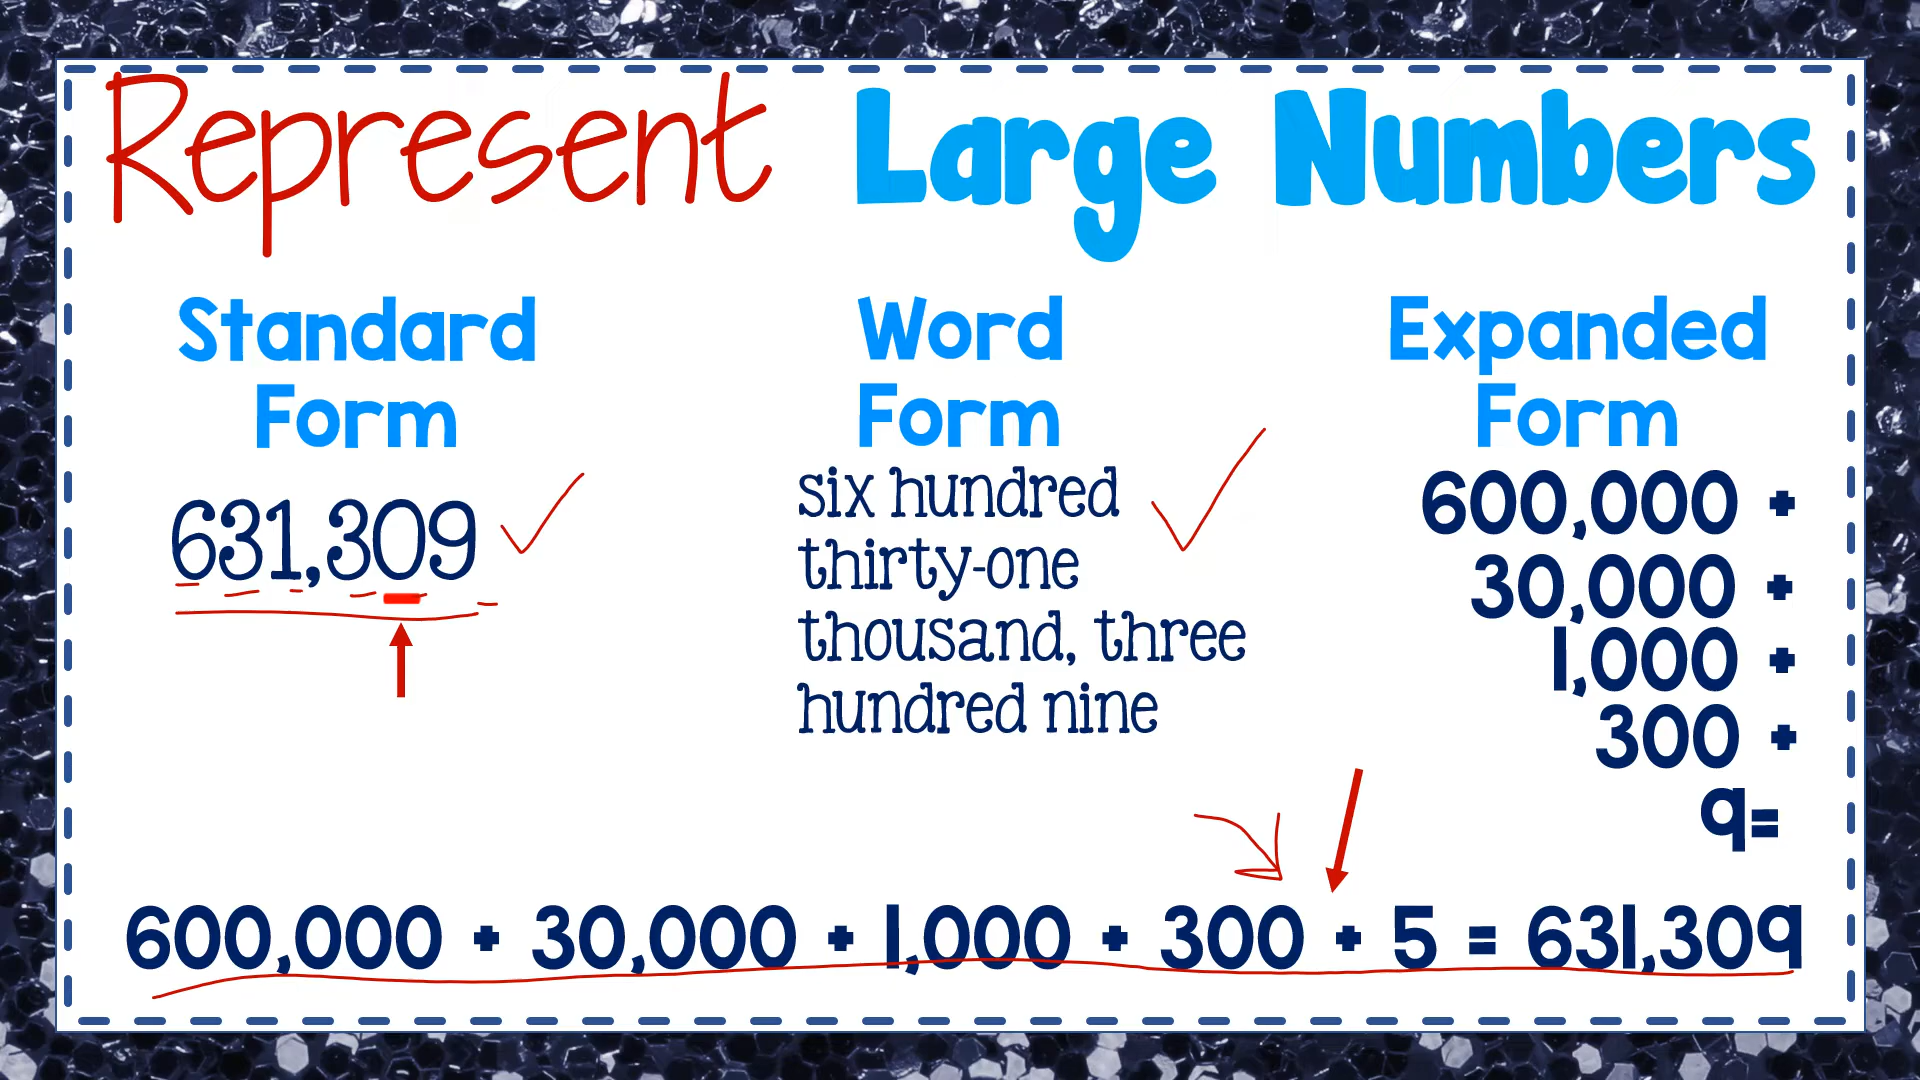 Represent Large Numbers
Standard Form
631,309
Word Form
six hundred
thirty-one
thousand, three
hundred nine
Expanded Form
600,000 +
30,000 +
1,000 +
300 +
9=
600,000 + 30,000 + 1,000 + 300 + 5 = 631,309